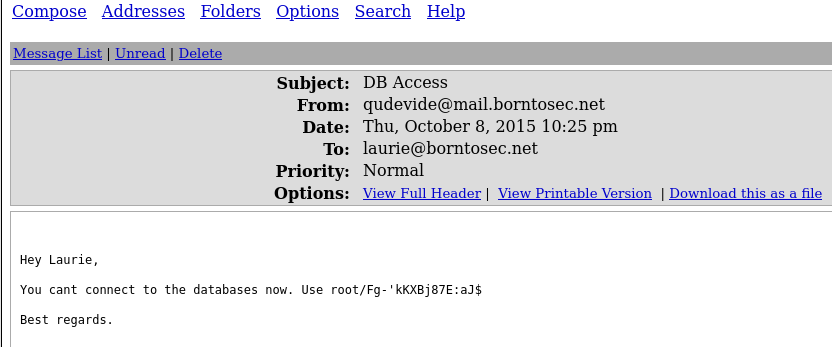 Compose Addresses Folders Options Search Help
Message List | Unread | Delete
Subject: DB Access
From: qudevide@mail.borntosec.net
Date: Thu, October 8, 2015 10:25 pm
To: laurie@borntosec.net
Priority: Normal
Options: View Full Header | View Printable Version | Download this as a file
Hey Laurie,
You cant connect to the databases now. Use root/Fg-'kKXBj87E:aJ$
Best regards.